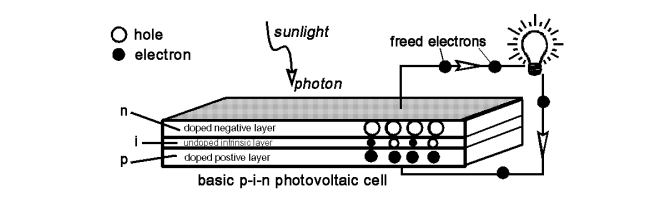 sunlight
hole
electron
photon
freed electrons
n
doped negative layer
i
undoped intrinsic layer
p
doped postive layer
basic p-i-n photovoltaic cell